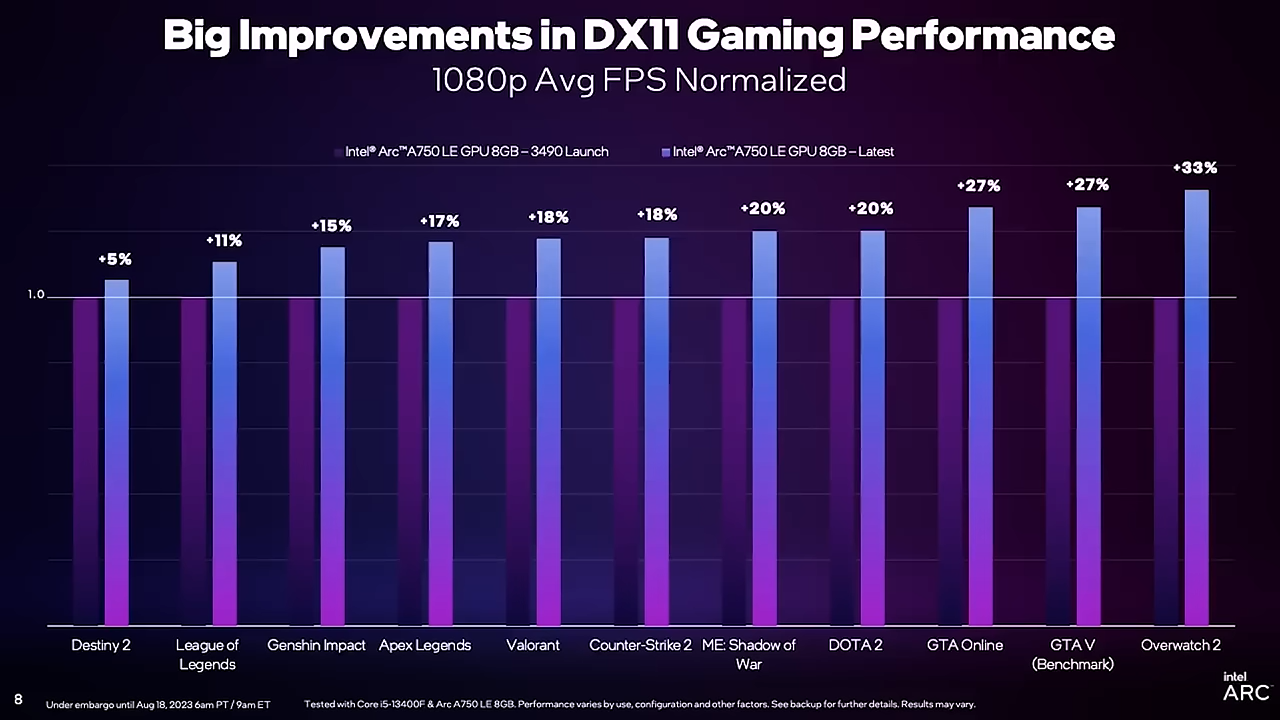 Big Improvements in DX11 Gaming Performance
1080p Avg FPS Normalized
Intel® Arc™A750 LE GPU 8GB – 3490 Launch
Intel® Arc™A750 LE GPU 8GB – Latest
+5%
+11%
+15%
+17%
+18%
+18%
+20%
+20%
+27%
+27%
+33%
1.0
Destiny 2
League of
Legends
Genshin Impact
Apex Legends
Valorant
Counter-Strike 2
ME: Shadow of
War
DOTA 2
GTA Online
GTA V
(Benchmark)
Overwatch 2
8
Under embargo until Aug 18, 2023 6am PT / 9am ET
Tested with Core i5-13400F & Arc A750 LE 8GB. Performance varies by use, configuration and other factors. See backup for further details. Results may vary.
intel
ARC™